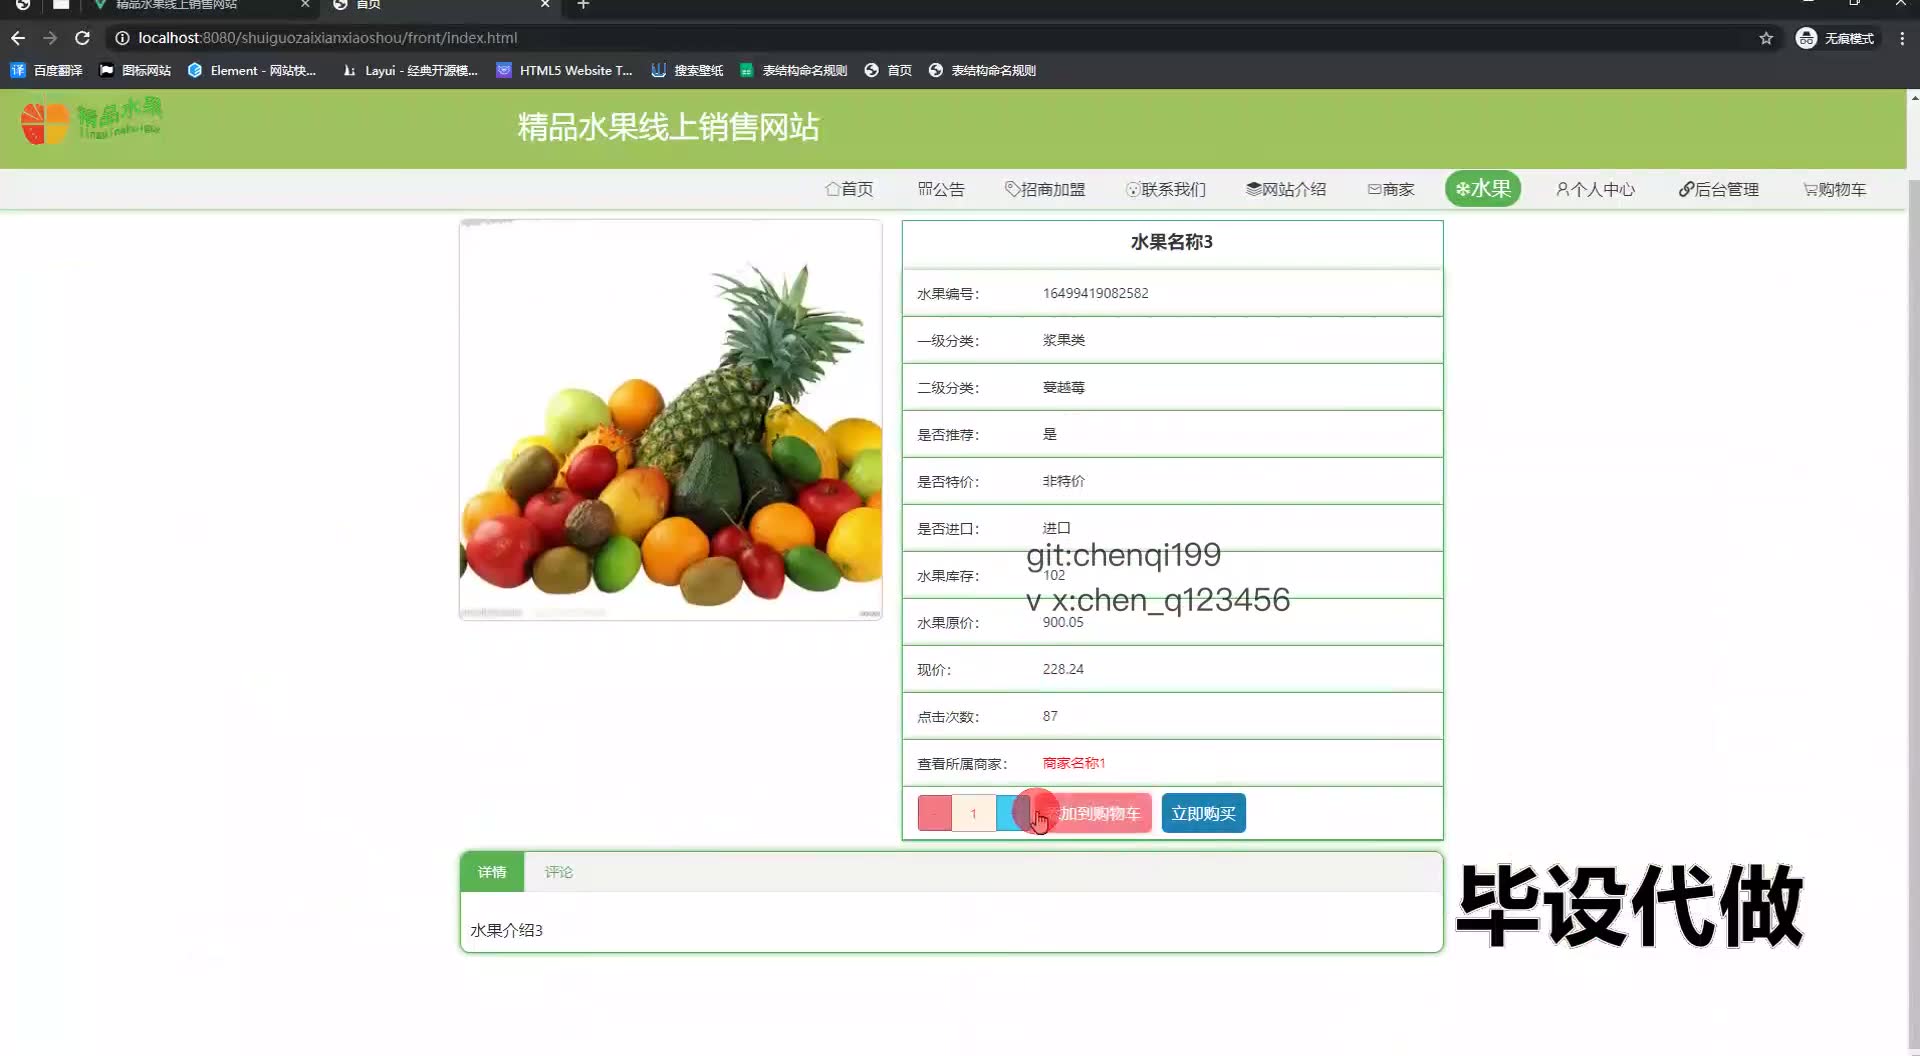 精品水果线上销售网站
首页
localhost:8080/shuiguozaixianxiaoshou/front/index.html
无痕模式
百度翻译
图标网站
Element - 网站快...
Layui - 经典开源模...
HTML5 Website T...
搜索壁纸
表结构命名规则
首页
表结构命名规则
精品水果
精品水果线上销售网站
首页
公告
招商加盟
联系我们
网站介绍
商家
水果
个人中心
后台管理
购物车
水果名称3
水果编号： 16499419082582
一级分类： 浆果类
二级分类： 蔓越莓
是否推荐： 是
是否特价： 非特价
是否进口： 进口
git:chenqi199
水果库存： 102
v x:chen_q123456
水果原价： 900.05
现价： 228.24
点击次数： 87
查看所属商家： 商家名称1
- 1
加到购物车
立即购买
详情
评论
水果介绍3
毕设代做